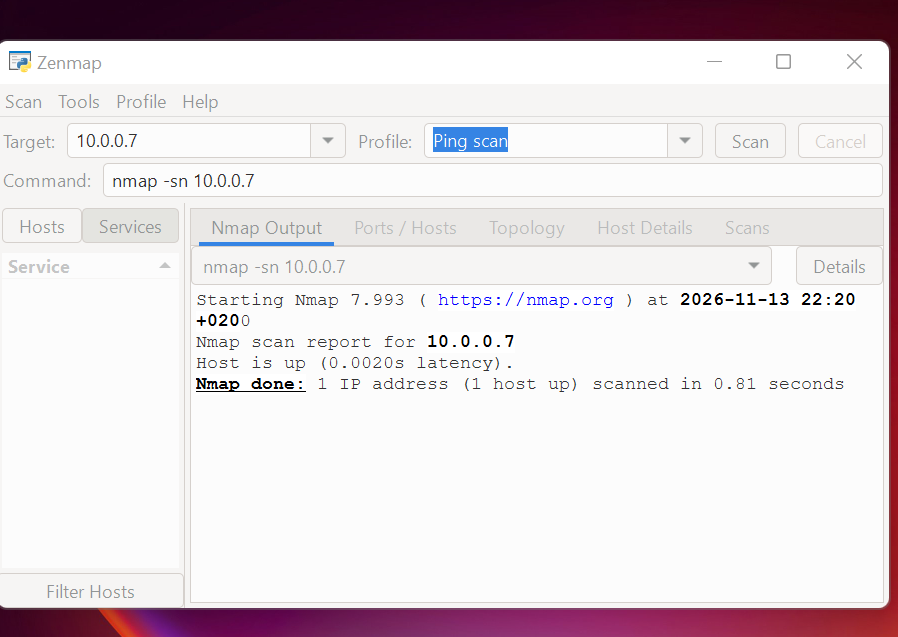 Zenmap
Scan Tools Profile Help
Target: 10.0.0.7 Profile: Ping scan Scan Cancel
Command: nmap -sn 10.0.0.7
Hosts Services Nmap Output Ports / Hosts Topology Host Details Scans
Service nmap -sn 10.0.0.7 Details
Starting Nmap 7.993 ( https://nmap.org ) at 2026-11-13 22:20
+0200
Nmap scan report for 10.0.0.7
Host is up (0.0020s latency).
Nmap done: 1 IP address (1 host up) scanned in 0.81 seconds
Filter Hosts